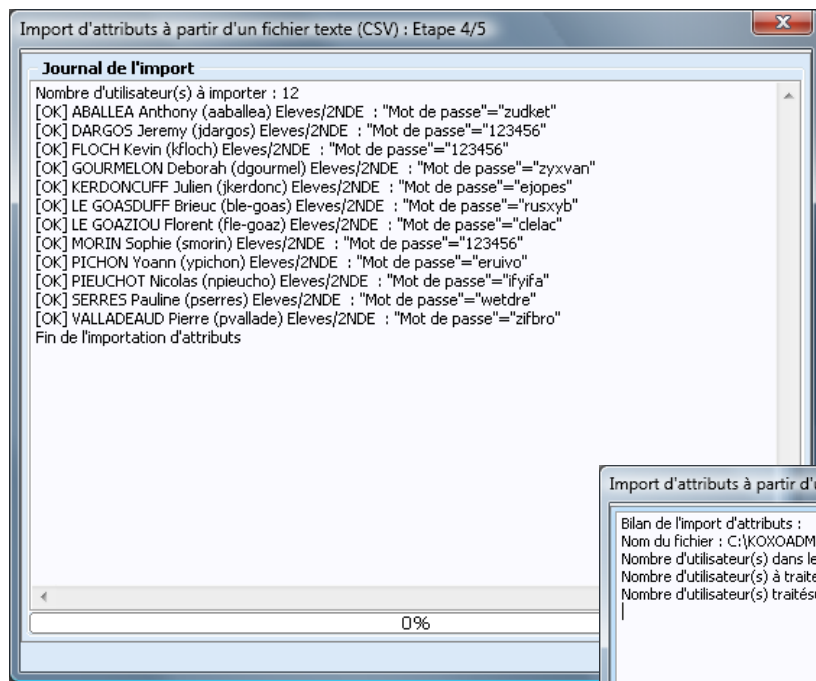 Import d'attributs à partir d'un fichier texte (CSV) : Etape 4/5
Journal de l'import
Nombre d'utilisateur(s) à importer : 12
[OK] ABALLEA Anthony (aaballea) Eleves/2NDE : "Mot de passe"="zudket"
[OK] DARGOS Jeremy (jdargos) Eleves/2NDE : "Mot de passe"="123456"
[OK] FLOCH Kevin (kfloch) Eleves/2NDE : "Mot de passe"="123456"
[OK] GOURMELON Deborah (dgourmel) Eleves/2NDE : "Mot de passe"="zyxvan"
[OK] KERDONCUFF Julien (jkerdonc) Eleves/2NDE : "Mot de passe"="ejopes"
[OK] LE GOASDUFF Brieuc (ble-goas) Eleves/2NDE : "Mot de passe"="rusxyb"
[OK] LE GOAZIOU Florent (fle-goaz) Eleves/2NDE : "Mot de passe"="clelac"
[OK] MORIN Sophie (smorin) Eleves/2NDE : "Mot de passe"="123456"
[OK] PICHON Yoann (ypichon) Eleves/2NDE : "Mot de passe"="eruivo"
[OK] PIEUCHOT Nicolas (npieucho) Eleves/2NDE : "Mot de passe"="ifyifa"
[OK] SERRES Pauline (pserres) Eleves/2NDE : "Mot de passe"="wetdre"
[OK] VALLADEAUD Pierre (pvallade) Eleves/2NDE : "Mot de passe"="zifbro"
Fin de l'importation d'attributs
0%
Import d'attributs à partir d'
Bilan de l'import d'attributs :
Nom du fichier : C:\KOXOADM
Nombre d'utilisateur(s) dans le
Nombre d'utilisateur(s) à traite
Nombre d'utilisateur(s) traités